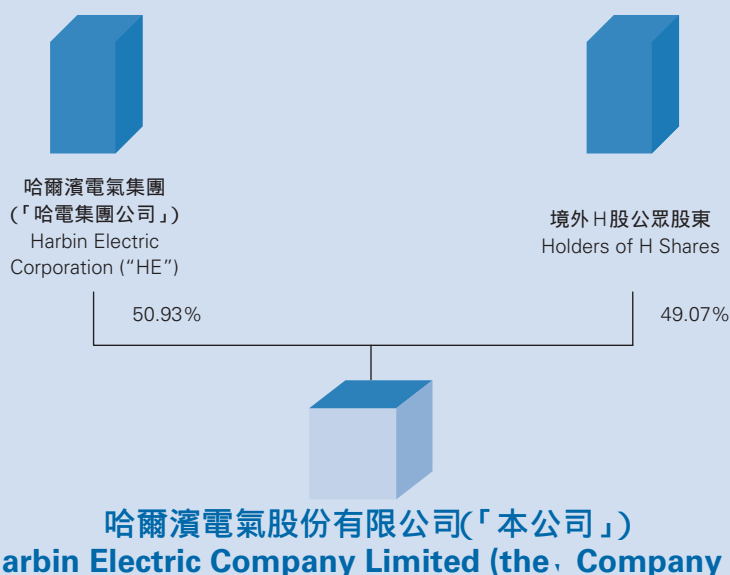 哈爾濱電氣集團
(「哈電集團公司」)
Harbin Electric
Corporation (“HE”)
境外H股公眾股東
Holders of H Shares
50.93%
49.07%
哈爾濱電氣股份有限公司(「本公司」)
arbin Electric Company Limited (the, Company